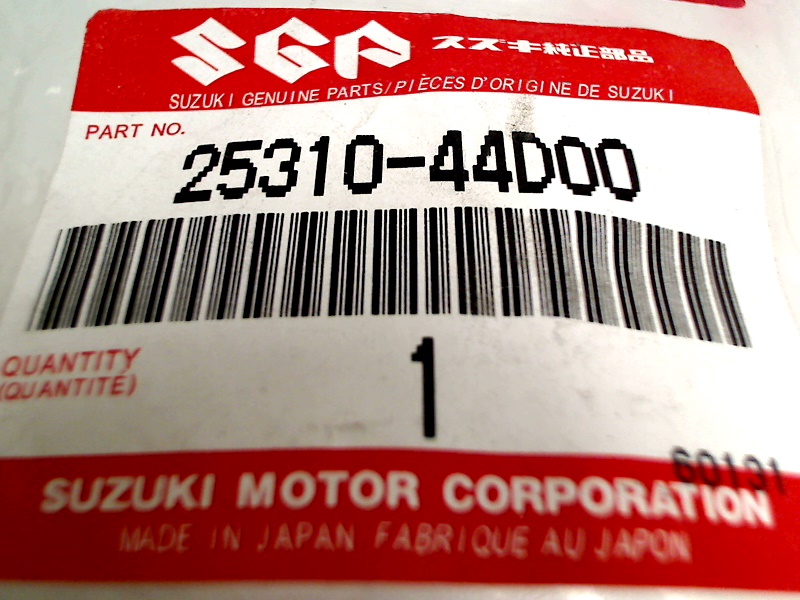 SGP スズキ純正部品
SUZUKI GENUINE PARTS/PIÈCES D'ORIGINE DE SUZUKI
PART NO.
25310-44D00
QUANTITY
(QUANTITÉ)
1
60131
SUZUKI MOTOR CORPORATION
MADE IN JAPAN FABRIQUE AU JAPON